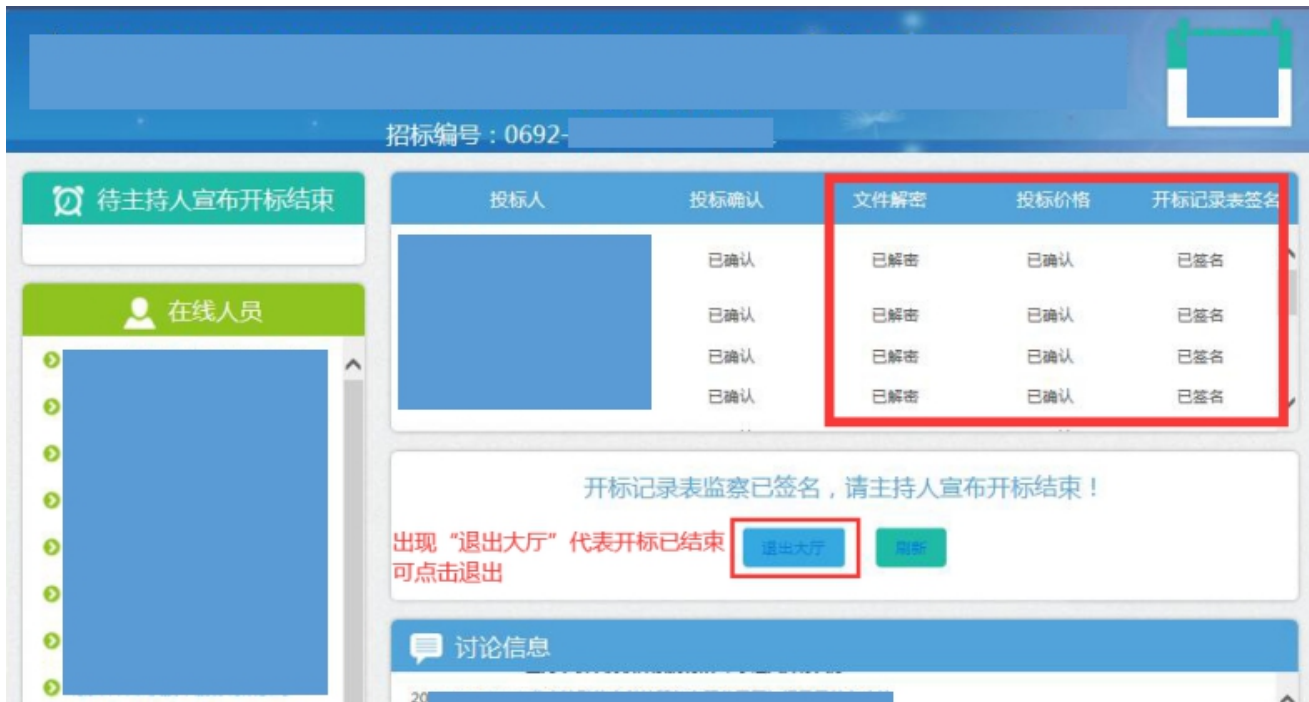 招标编号：0692-
待主持人宣布开标结束
投标人 投标确认 文件解密 投标价格 开标记录表签名
已确认 已解密 已确认 已签名
已确认 已解密 已确认 已签名
已确认 已解密 已确认 已签名
已确认 已解密 已确认 已签名
在线人员
开标记录表监察已签名，请主持人宣布开标结束！
出现“退出大厅”代表开标已结束
可点击退出
退出大厅 刷新
讨论信息
20